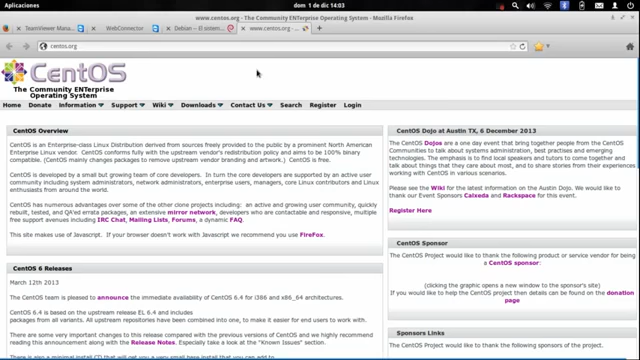 Aplicaciones
dom 1 de dic 14:03
www.centos.org - The Community ENTerprise Operating System - Mozilla Firefox
TeamViewer Mana...
WebConnector
Debian -- El sistem...
www.centos.org - ...
centos.org
CentOS
The Community ENTerprise
Operating System
Home Donate Information Support Wiki Downloads Contact Us Search Register Login
CentOS Overview
CentOS is an Enterprise-class Linux Distribution derived from sources freely provided to the public by a prominent North American
Enterprise Linux vendor. CentOS conforms fully with the upstream vendor's redistribution policy and aims to be 100% binary
compatible. (CentOS mainly changes packages to remove upstream vendor branding and artwork.) CentOS is free.
CentOS is developed by a small but growing team of core developers. In turn the core developers are supported by an active user
community including system administrators, network administrators, enterprise users, managers, core Linux contributors and Linux
enthusiasts from around the world.
CentOS has numerous advantages over some of the other clone projects including: an active and growing user community, quickly
rebuilt, tested, and QA'ed errata packages, an extensive mirror network, developers who are contactable and responsive, multiple
free support avenues including IRC Chat, Mailing Lists, Forums, a dynamic FAQ.
This site makes use of Javascript. If your browser doesn't work with Javascript we recommend you use FireFox.
CentOS 6 Releases
March 12th 2013
The CentOS team is pleased to announce the immediate availability of CentOS 6.4 for i386 and x86_64 architectures.
CentOS 6.4 is based on the upstream release EL 6.4 and includes
packages from all variants. All upstream repositories have been combined into one, to make it easier for end users to work with.
There are some very important changes to this release compared with the previous versions of CentOS and we highly recommend
reading this announcement along with the Release Notes. Especially take a look at the "Known Issues" section.
There is also a minimal install CD that will get you a very small base install that you can add to.
CentOS Dojo at Austin TX, 6 December 2013
The CentOS Dojos are a one day event that bring together people from the CentOS
Communities to talk about systems administration, best practises and emerging
technologies. The emphasis is to find local speakers and tutors to come together and
talk about things that they care about most, and to share stories from their experiences
working with CentOS in various scenarios.
Please see the Wiki for the latest information on the Austin Dojo. We would like to
thank our Event Sponsors Calxeda and Rackspace for this event.
Register Here
CentOS Sponsor
The CentOS Project would like to thank the following product or service vendor for being
a CentOS sponsor:
(clicking the graphic opens a new window to the sponsor's site)
If you would like to help the CentOS project then details can be found on the donation
page
Sponsors Links
The CentOS Project would like to thank the following sponsors of the project.